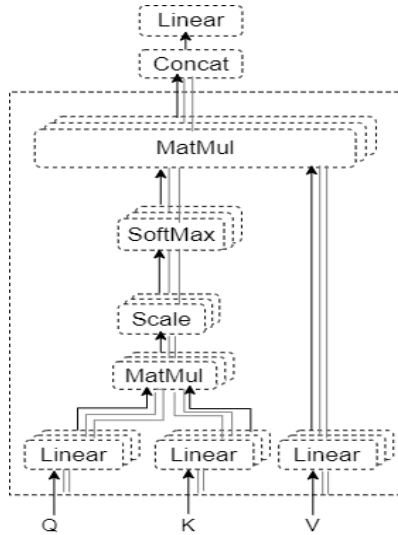 Linear
Concat
MatMul
SoftMax
Scale
MatMul
Linear Linear Linear
Q K V